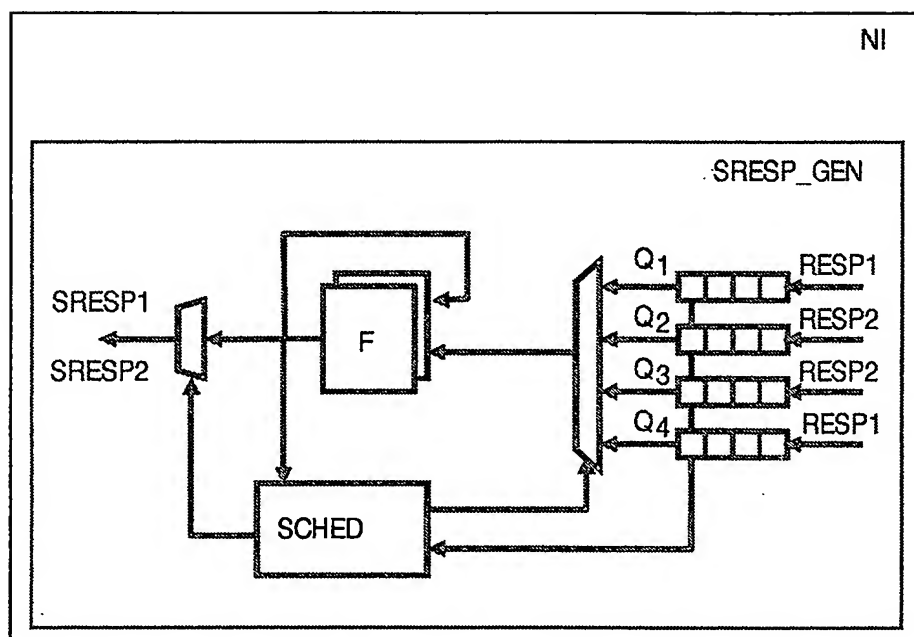 NI
SRESP_GEN
Q1 RESP1
SRESP1
Q2 RESP2
F
SRESP2
Q3 RESP2
Q4 RESP1
SCHED